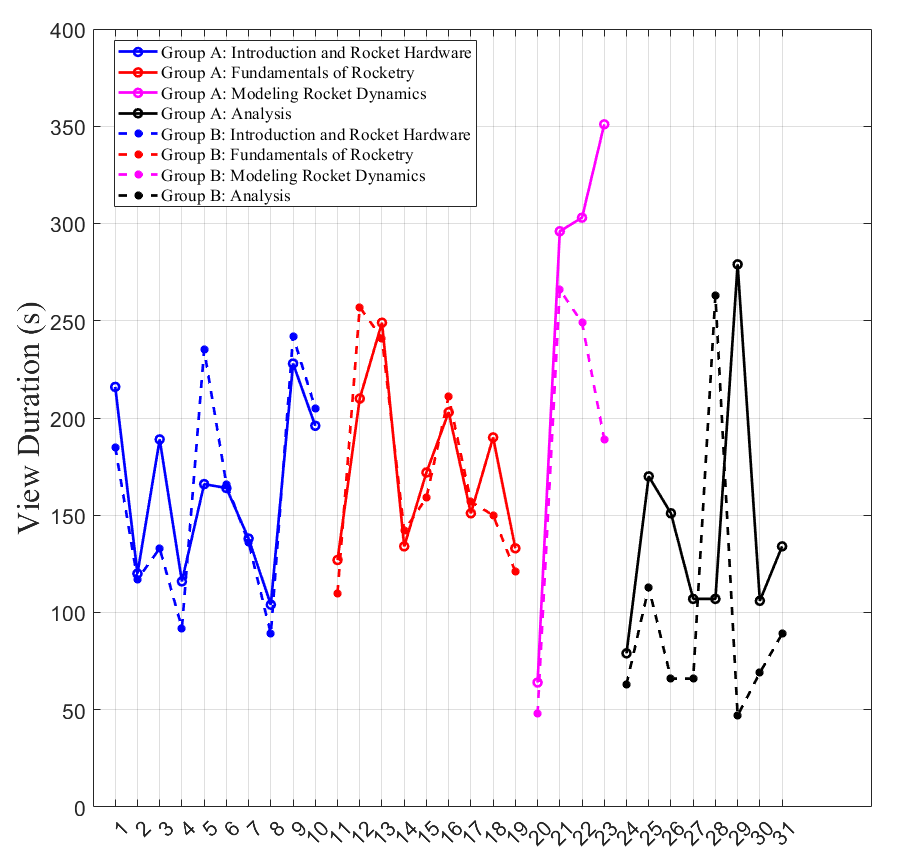 400
350
300
250
200
150
100
50
0
View Duration (s)
Group A: Introduction and Rocket Hardware
Group A: Fundamentals of Rocketry
Group A: Modeling Rocket Dynamics
Group A: Analysis
Group B: Introduction and Rocket Hardware
Group B: Fundamentals of Rocketry
Group B: Modeling Rocket Dynamics
Group B: Analysis
1 2 3 4 5 6 7 8 9 10 11 12 13 14 15 16 17 18 19 20 21 22 23 24 25 26 27 28 29 30 31